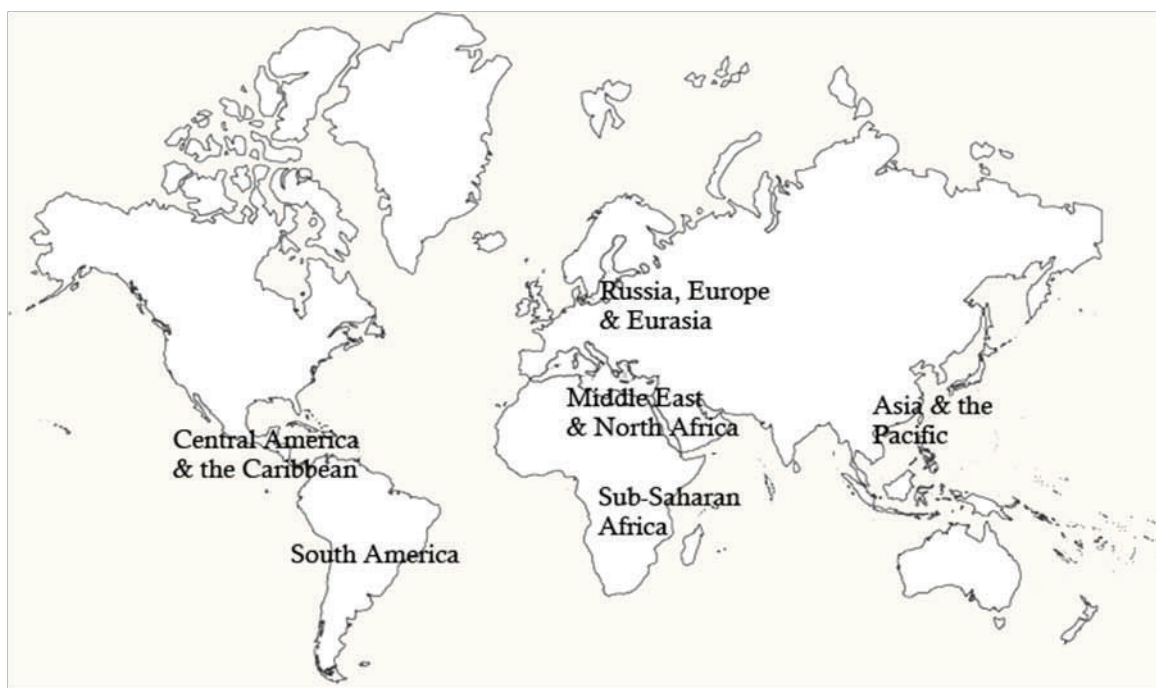 Russia, Europe
& Eurasia
Middle East
& North Africa
Asia & the
Pacific
Central America
& the Caribbean
Sub-Saharan
Africa
South America